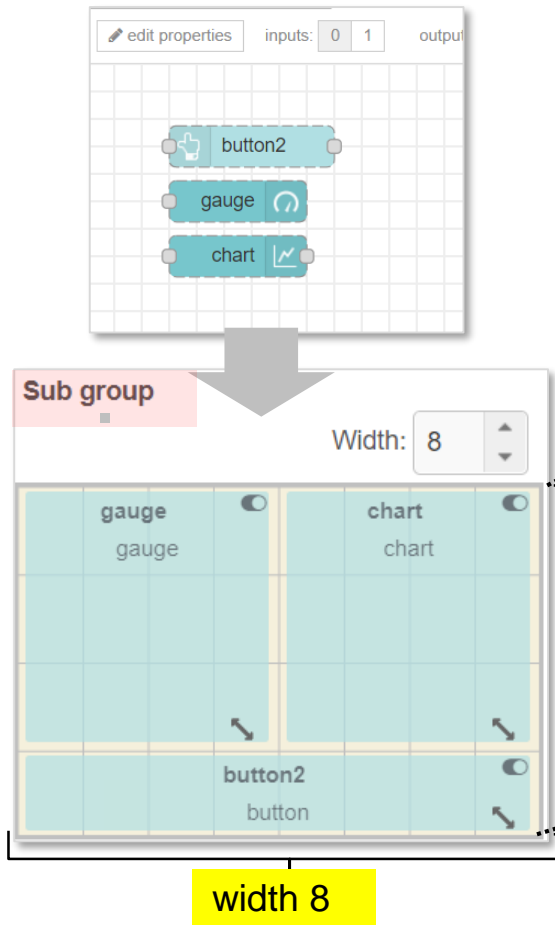 edit properties inputs: 0 1 output
button2
gauge
chart
Sub group
Width: 8
gauge chart
gauge chart
button2
button
width 8